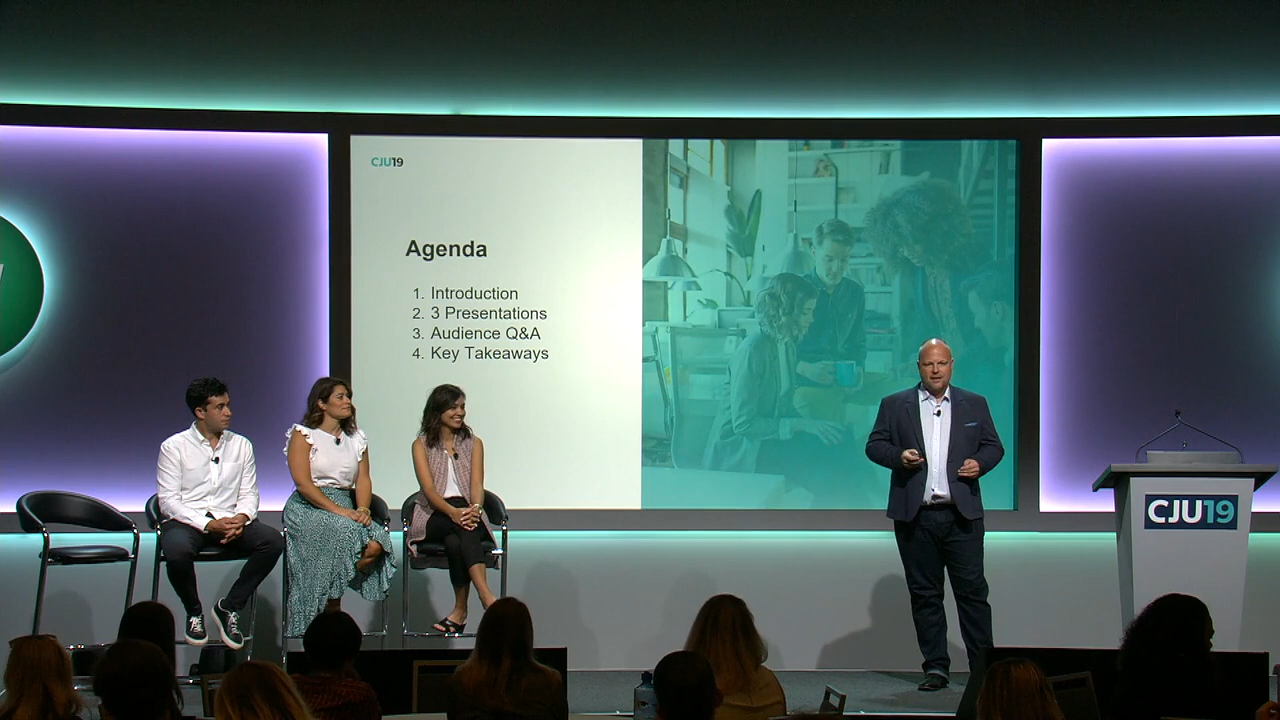 CJU19
Agenda
1. Introduction
2. 3 Presentations
3. Audience Q&A
4. Key Takeaways
CJU19